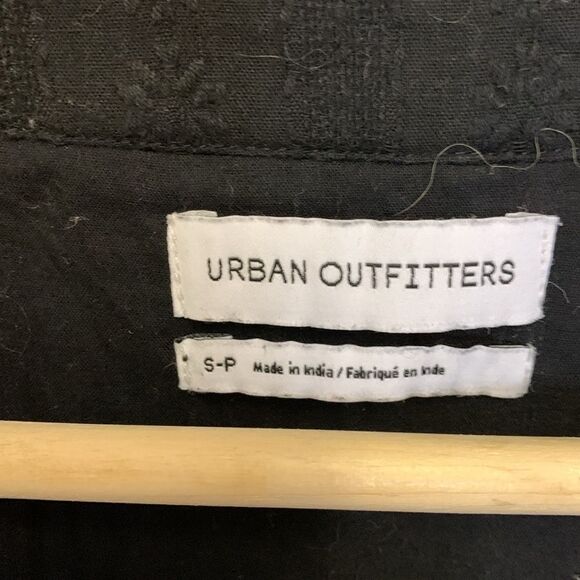 URBAN OUTFITTERS
S-P Made in India / Fabriqué en Inde